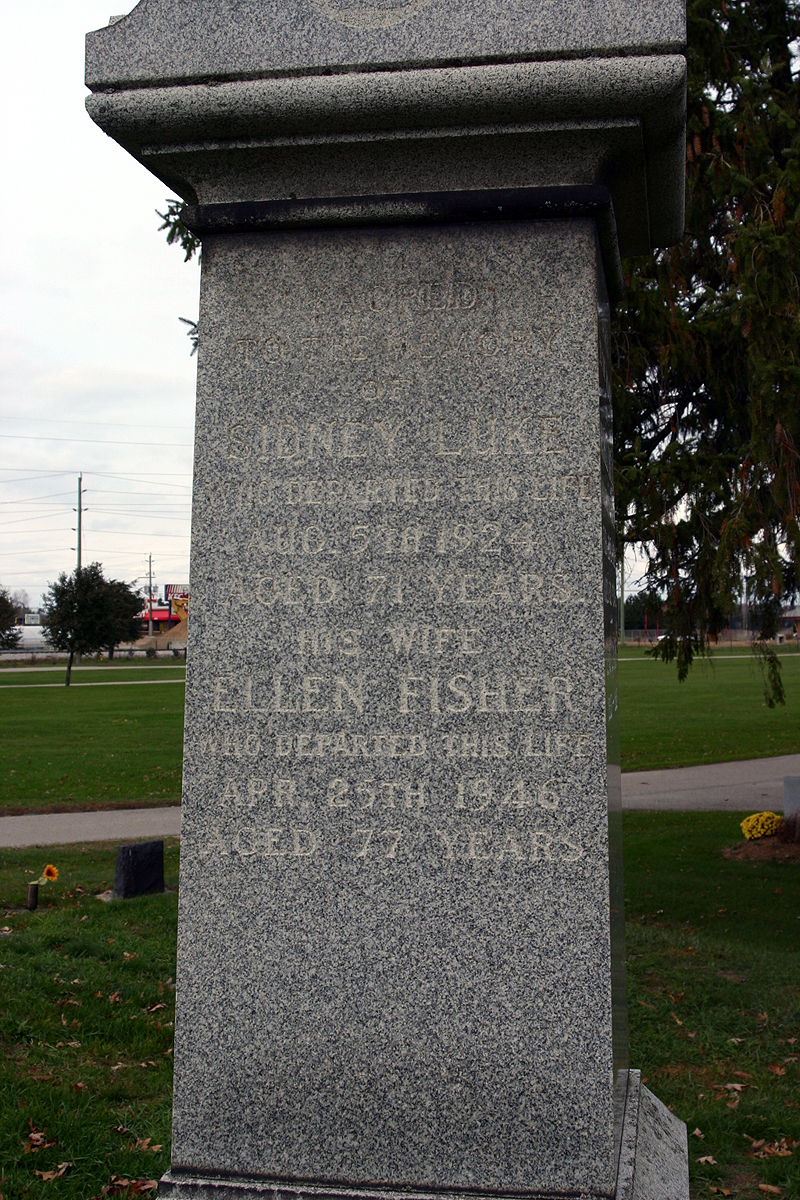 SACRED
TO THE MEMORY
OF
SIDNEY LUKE
WHO DEPARTED THIS LIFE
AUG. 5TH 1924
AGED 71 YEARS
HIS WIFE
ELLEN FISHER
WHO DEPARTED THIS LIFE
APR. 25TH 1946
AGED 77 YEARS